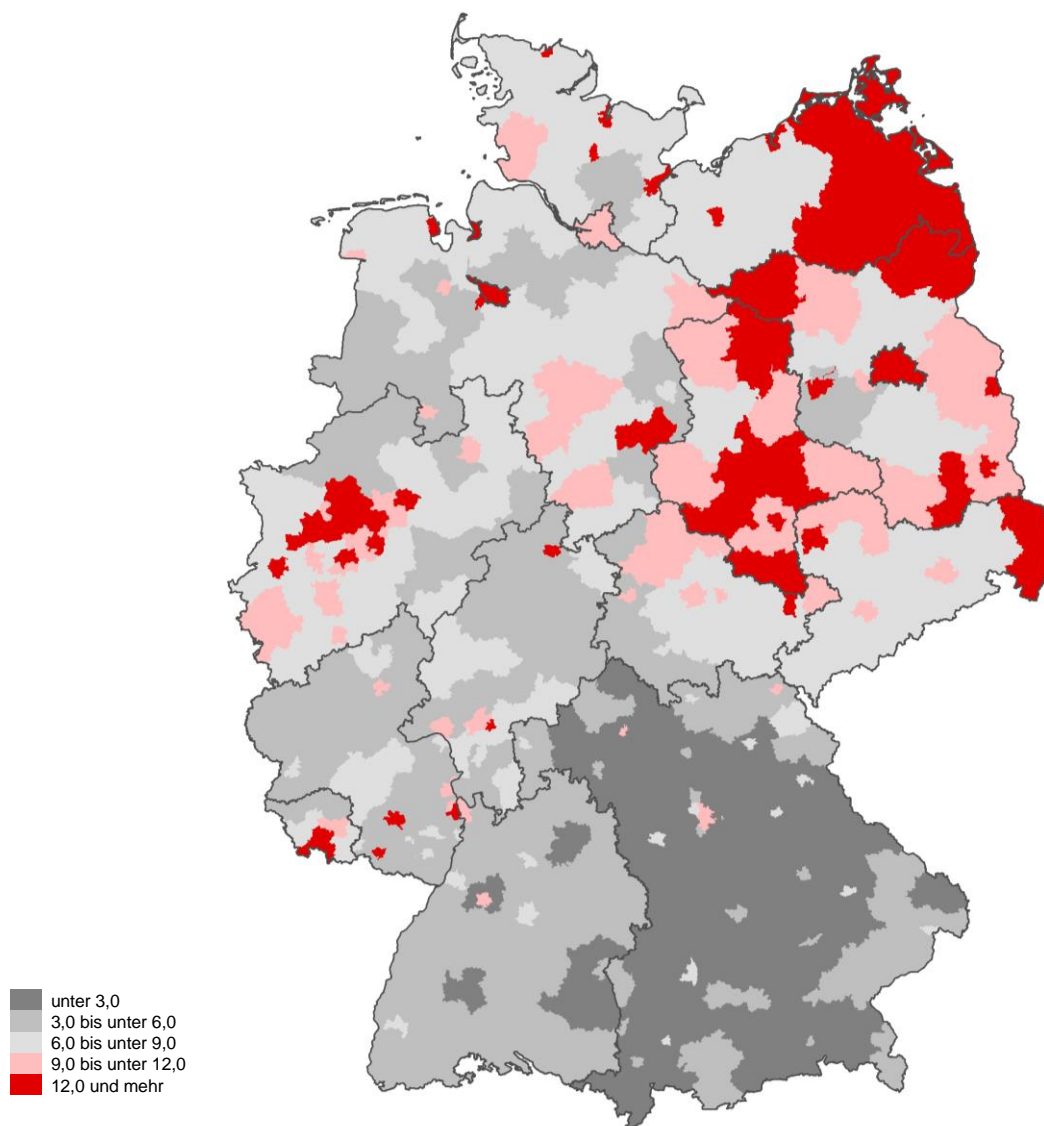 unter 3,0
3,0 bis unter 6,0
6,0 bis unter 9,0
9,0 bis unter 12,0
12,0 und mehr